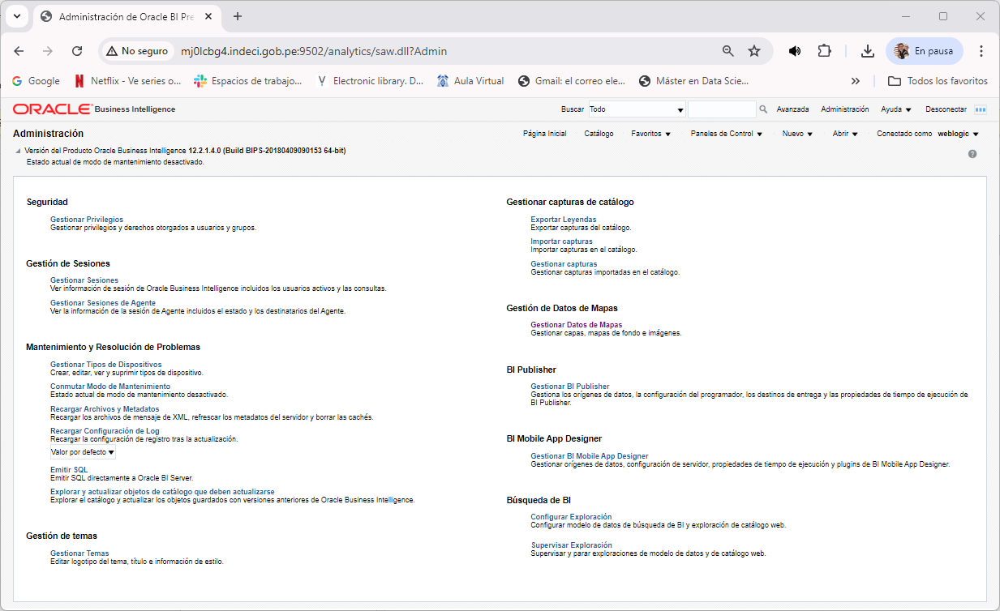 Administración de Oracle BI Pre
No seguro
mj0lcbg4.indeci.gob.pe:9502/analytics/saw.dll?Admin
En pausa
Google
Netflix - Ve series o...
Espacios de trabajo...
Electronic library. D...
Aula Virtual
Gmail: el correo ele...
Máster en Data Scie...
Todos los favoritos
ORACLE Business Intelligence
Buscar Todo
Avanzada
Administración
Ayuda
Desconectar
Administración
Página Inicial
Catálogo
Favoritos
Paneles de Control
Nuevo
Abrir
Conectado como weblogic
Versión del Producto Oracle Business Intelligence 12.2.1.4.0 (Build BIPS-20180409090153 64-bit)
Estado actual de modo de mantenimiento desactivado.
Seguridad
Gestionar Privilegios
Gestionar privilegios y derechos otorgados a usuarios y grupos.
Gestión de Sesiones
Gestionar Sesiones
Ver información de sesión de Oracle Business Intelligence incluidos los usuarios activos y las consultas.
Gestionar Sesiones de Agente
Ver la información de la sesión de Agente incluidos el estado y los destinatarios del Agente.
Mantenimiento y Resolución de Problemas
Gestionar Tipos de Dispositivos
Crear, editar, ver y suprimir tipos de dispositivo.
Conmutar Modo de Mantenimiento
Estado actual de modo de mantenimiento desactivado.
Recargar Archivos y Metadatos
Recargar los archivos de mensaje de XML, refrescar los metadatos del servidor y borrar las cachés.
Recargar Configuración de Log
Recargar la configuración de registro tras la actualización.
Valor por defecto
Emitir SQL
Emitir SQL directamente a Oracle BI Server.
Explorar y actualizar objetos de catálogo que deben actualizarse
Explorar el catálogo y actualizar los objetos guardados con versiones anteriores de Oracle Business Intelligence.
Gestión de temas
Gestionar Temas
Editar logotipo del tema, título e información de estilo.
Gestionar capturas de catálogo
Exportar Leyendas
Exportar capturas del catálogo.
Importar capturas
Importar capturas en el catálogo.
Gestionar capturas
Gestionar capturas importadas en el catálogo.
Gestión de Datos de Mapas
Gestionar Datos de Mapas
Gestionar capas, mapas de fondo e imágenes.
BI Publisher
Gestionar BI Publisher
Gestiona los orígenes de datos, la configuración del programador, los destinos de entrega y las propiedades de tiempo de ejecución de
BI Publisher.
BI Mobile App Designer
Gestionar BI Mobile App Designer
Gestionar orígenes de datos, configuración de servidor, propiedades de tiempo de ejecución y plugins de BI Mobile App Designer.
Búsqueda de BI
Configurar Exploración
Configurar modelo de datos de búsqueda de BI y exploración de catálogo web.
Supervisar Exploración
Supervisar y parar exploraciones de modelo de datos y de catálogo web.